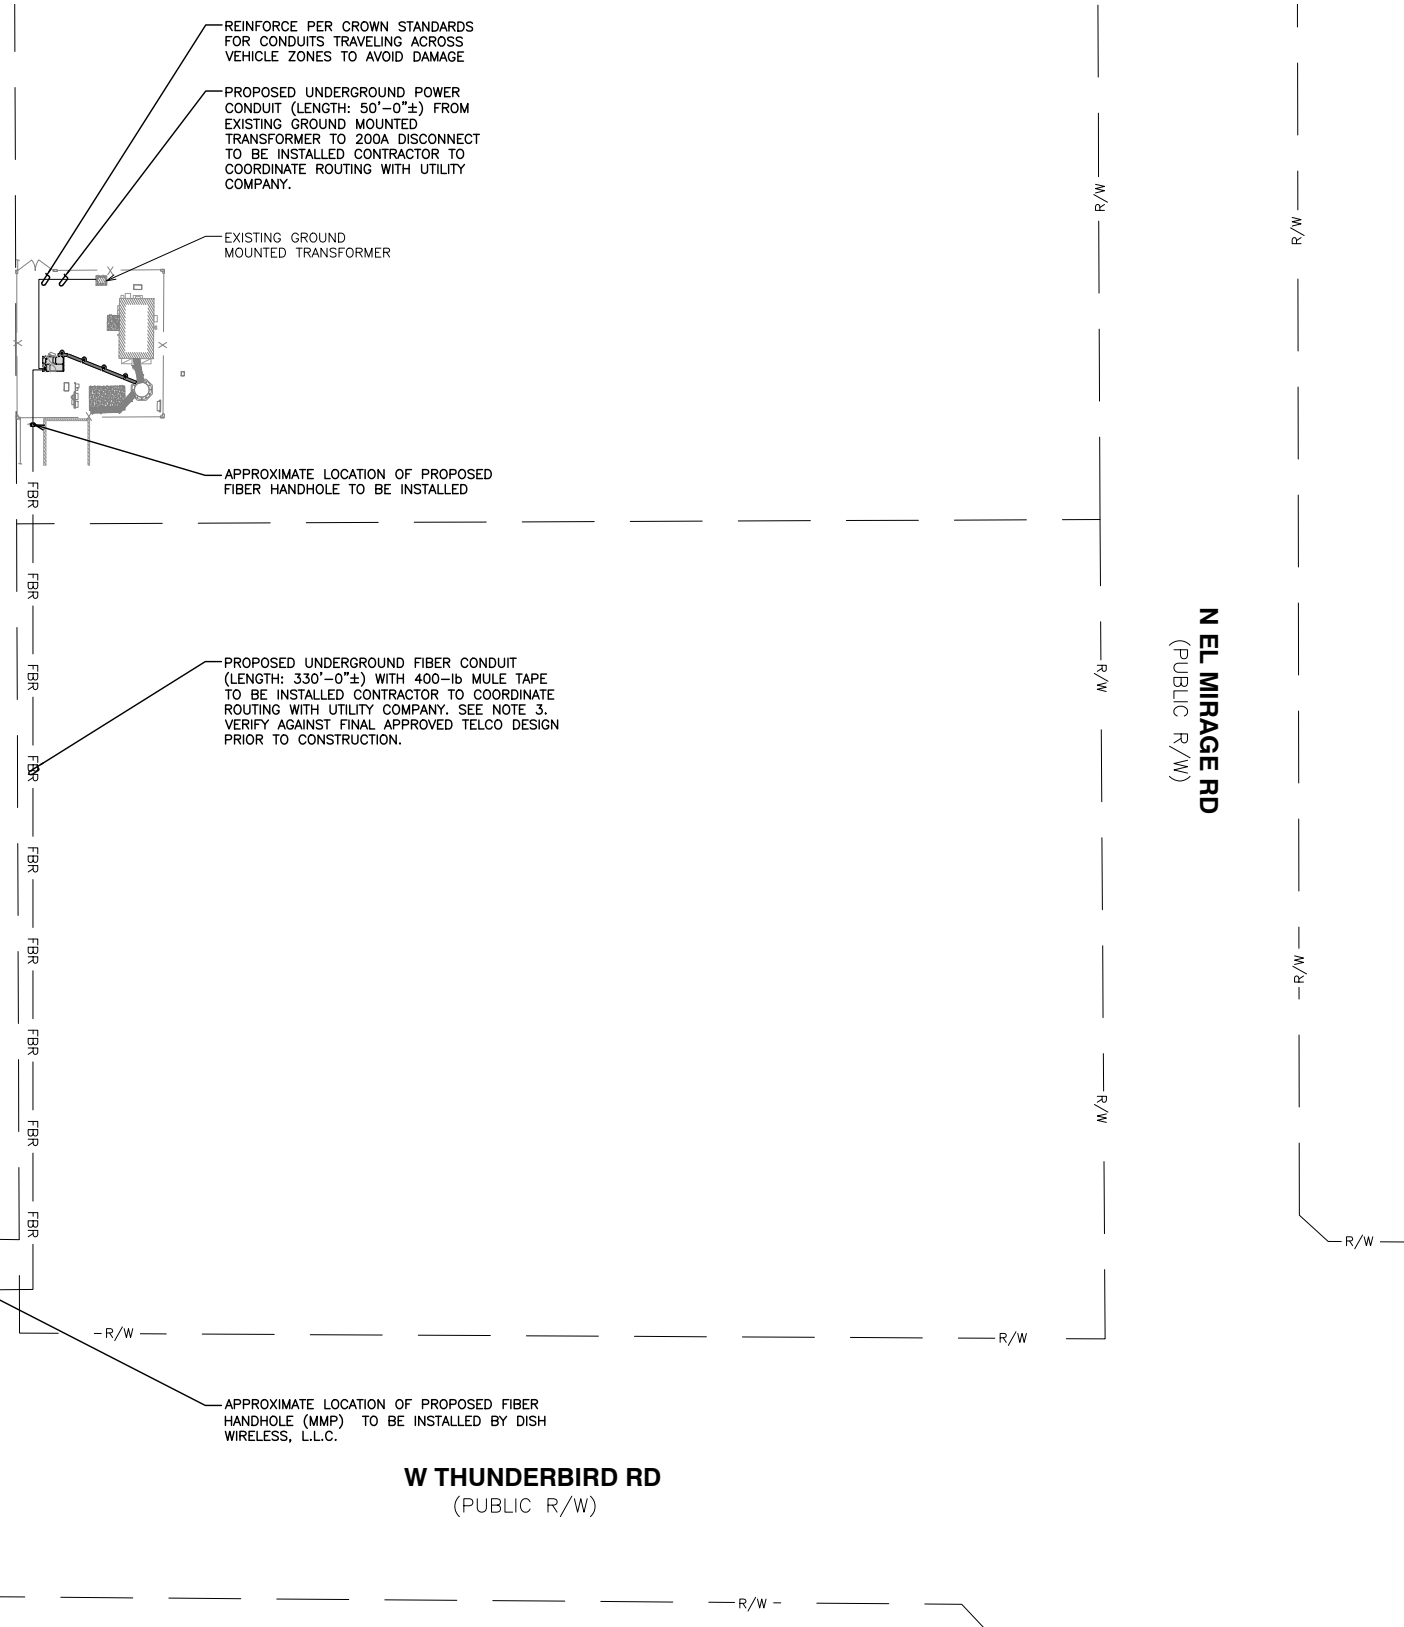 REINFORCE PER CROWN STANDARDS
FOR CONDUITS TRAVELING ACROSS
VEHICLE ZONES TO AVOID DAMAGE
PROPOSED UNDERGROUND POWER
CONDUIT (LENGTH: 50'-0"±) FROM
EXISTING GROUND MOUNTED
TRANSFORMER TO 200A DISCONNECT
TO BE INSTALLED CONTRACTOR TO
COORDINATE ROUTING WITH UTILITY
COMPANY.
R/W
R/W
EXISTING GROUND
MOUNTED TRANSFORMER
X
X
X
X
APPROXIMATE LOCATION OF PROPOSED
FIBER HANDHOLE TO BE INSTALLED
FBR
FBR
FBR
FBR
FBR
FBR
FBR
FBR
FBR
PROPOSED UNDERGROUND FIBER CONDUIT
(LENGTH: 330'-0"±) WITH 400-lb MULE TAPE
TO BE INSTALLED CONTRACTOR TO COORDINATE
ROUTING WITH UTILITY COMPANY. SEE NOTE 3.
VERIFY AGAINST FINAL APPROVED TELCO DESIGN
PRIOR TO CONSTRUCTION.
R/W
N EL MIRAGE RD
(PUBLIC R/W)
R/W
R/W
R/W
R/W
R/W
APPROXIMATE LOCATION OF PROPOSED FIBER
HANDHOLE (MMP) TO BE INSTALLED BY DISH
WIRELESS, L.L.C.
W THUNDERBIRD RD
(PUBLIC R/W)
R/W